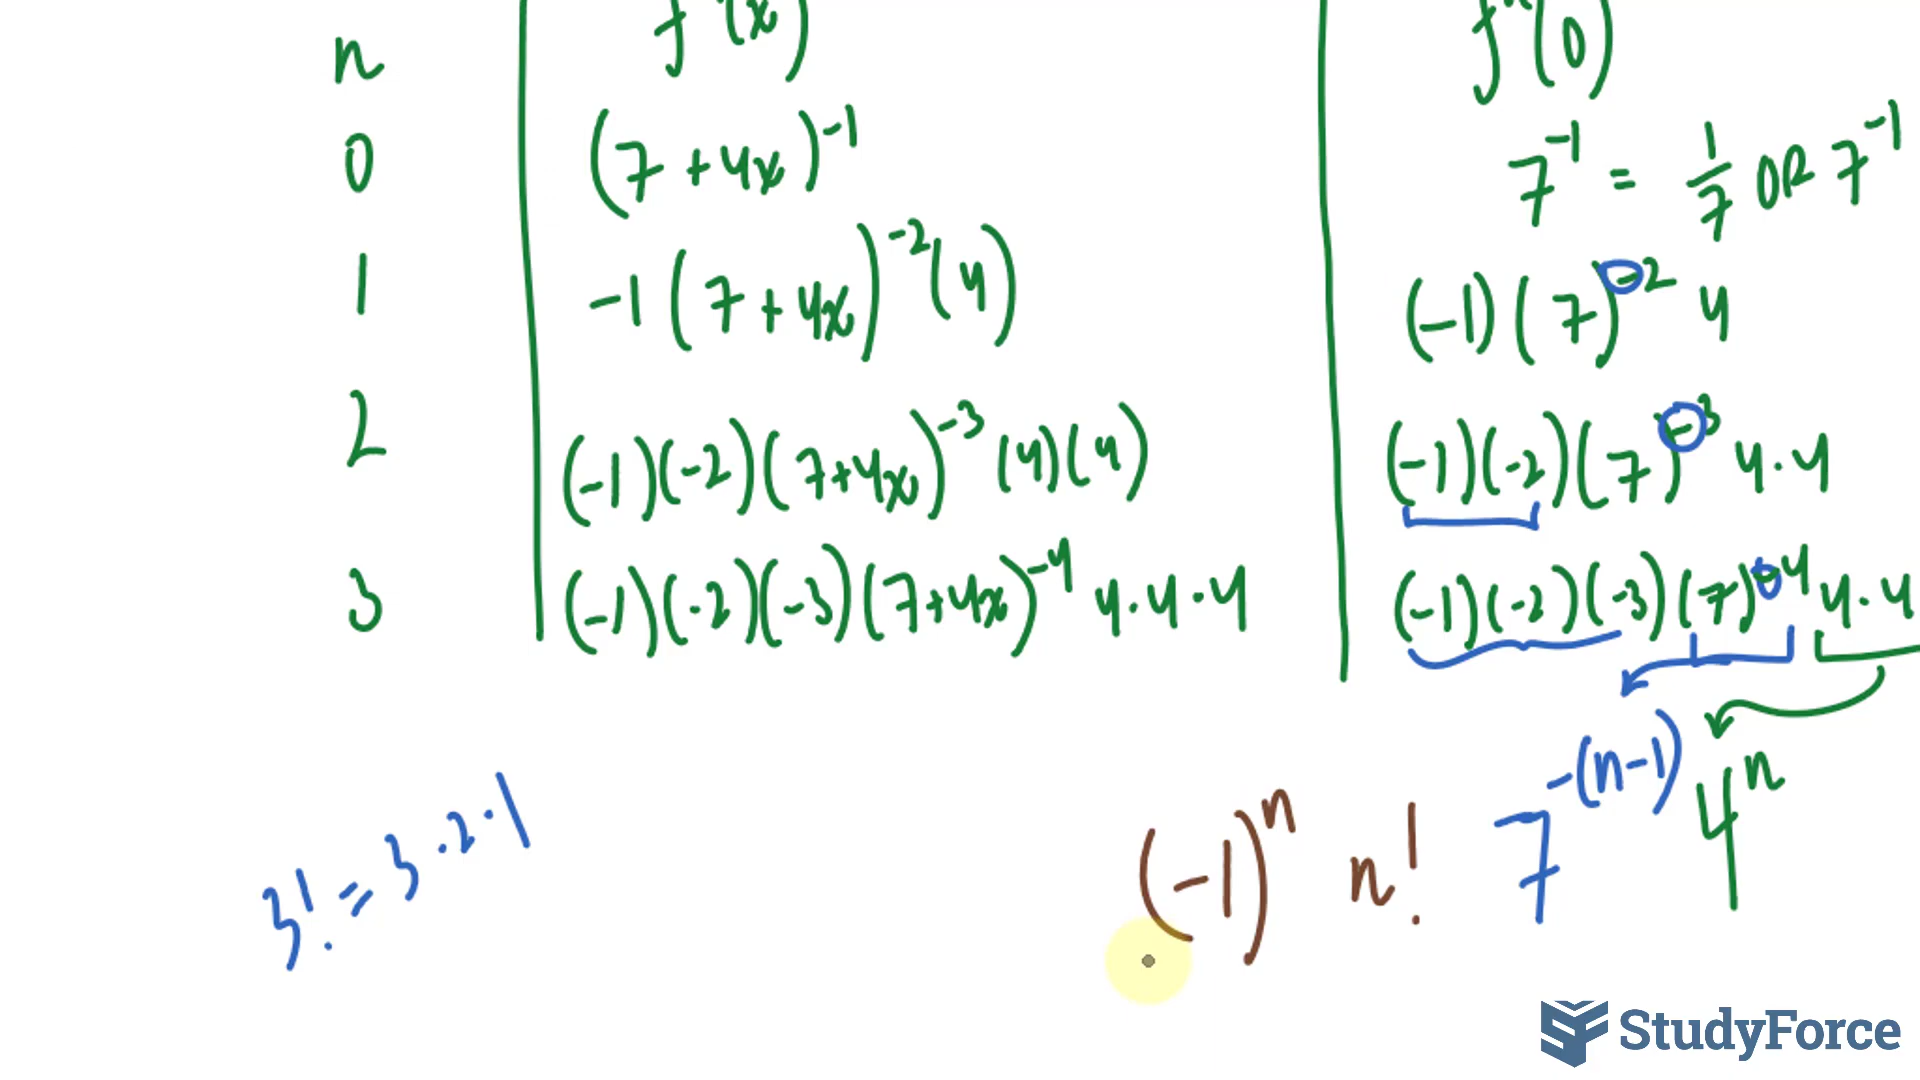 n fⁿ(x) fⁿ(0)
0 (7+4x)⁻¹ 7⁻¹ = 1/7 OR 7⁻¹
1 -1(7+4x)⁻²(4) (-1)(7)⁻² 4
2 (-1)(-2)(7+4x)⁻³(4)(4) (-1)(-2)(7)⁻³ 4·4
3 (-1)(-2)(-3)(7+4x)⁻⁴ 4·4·4 (-1)(-2)(-3)(7)⁻⁴ 4·4
3! = 3·2·1 (-1)ⁿ n! 7^-(n-1) 4ⁿ
StudyForce